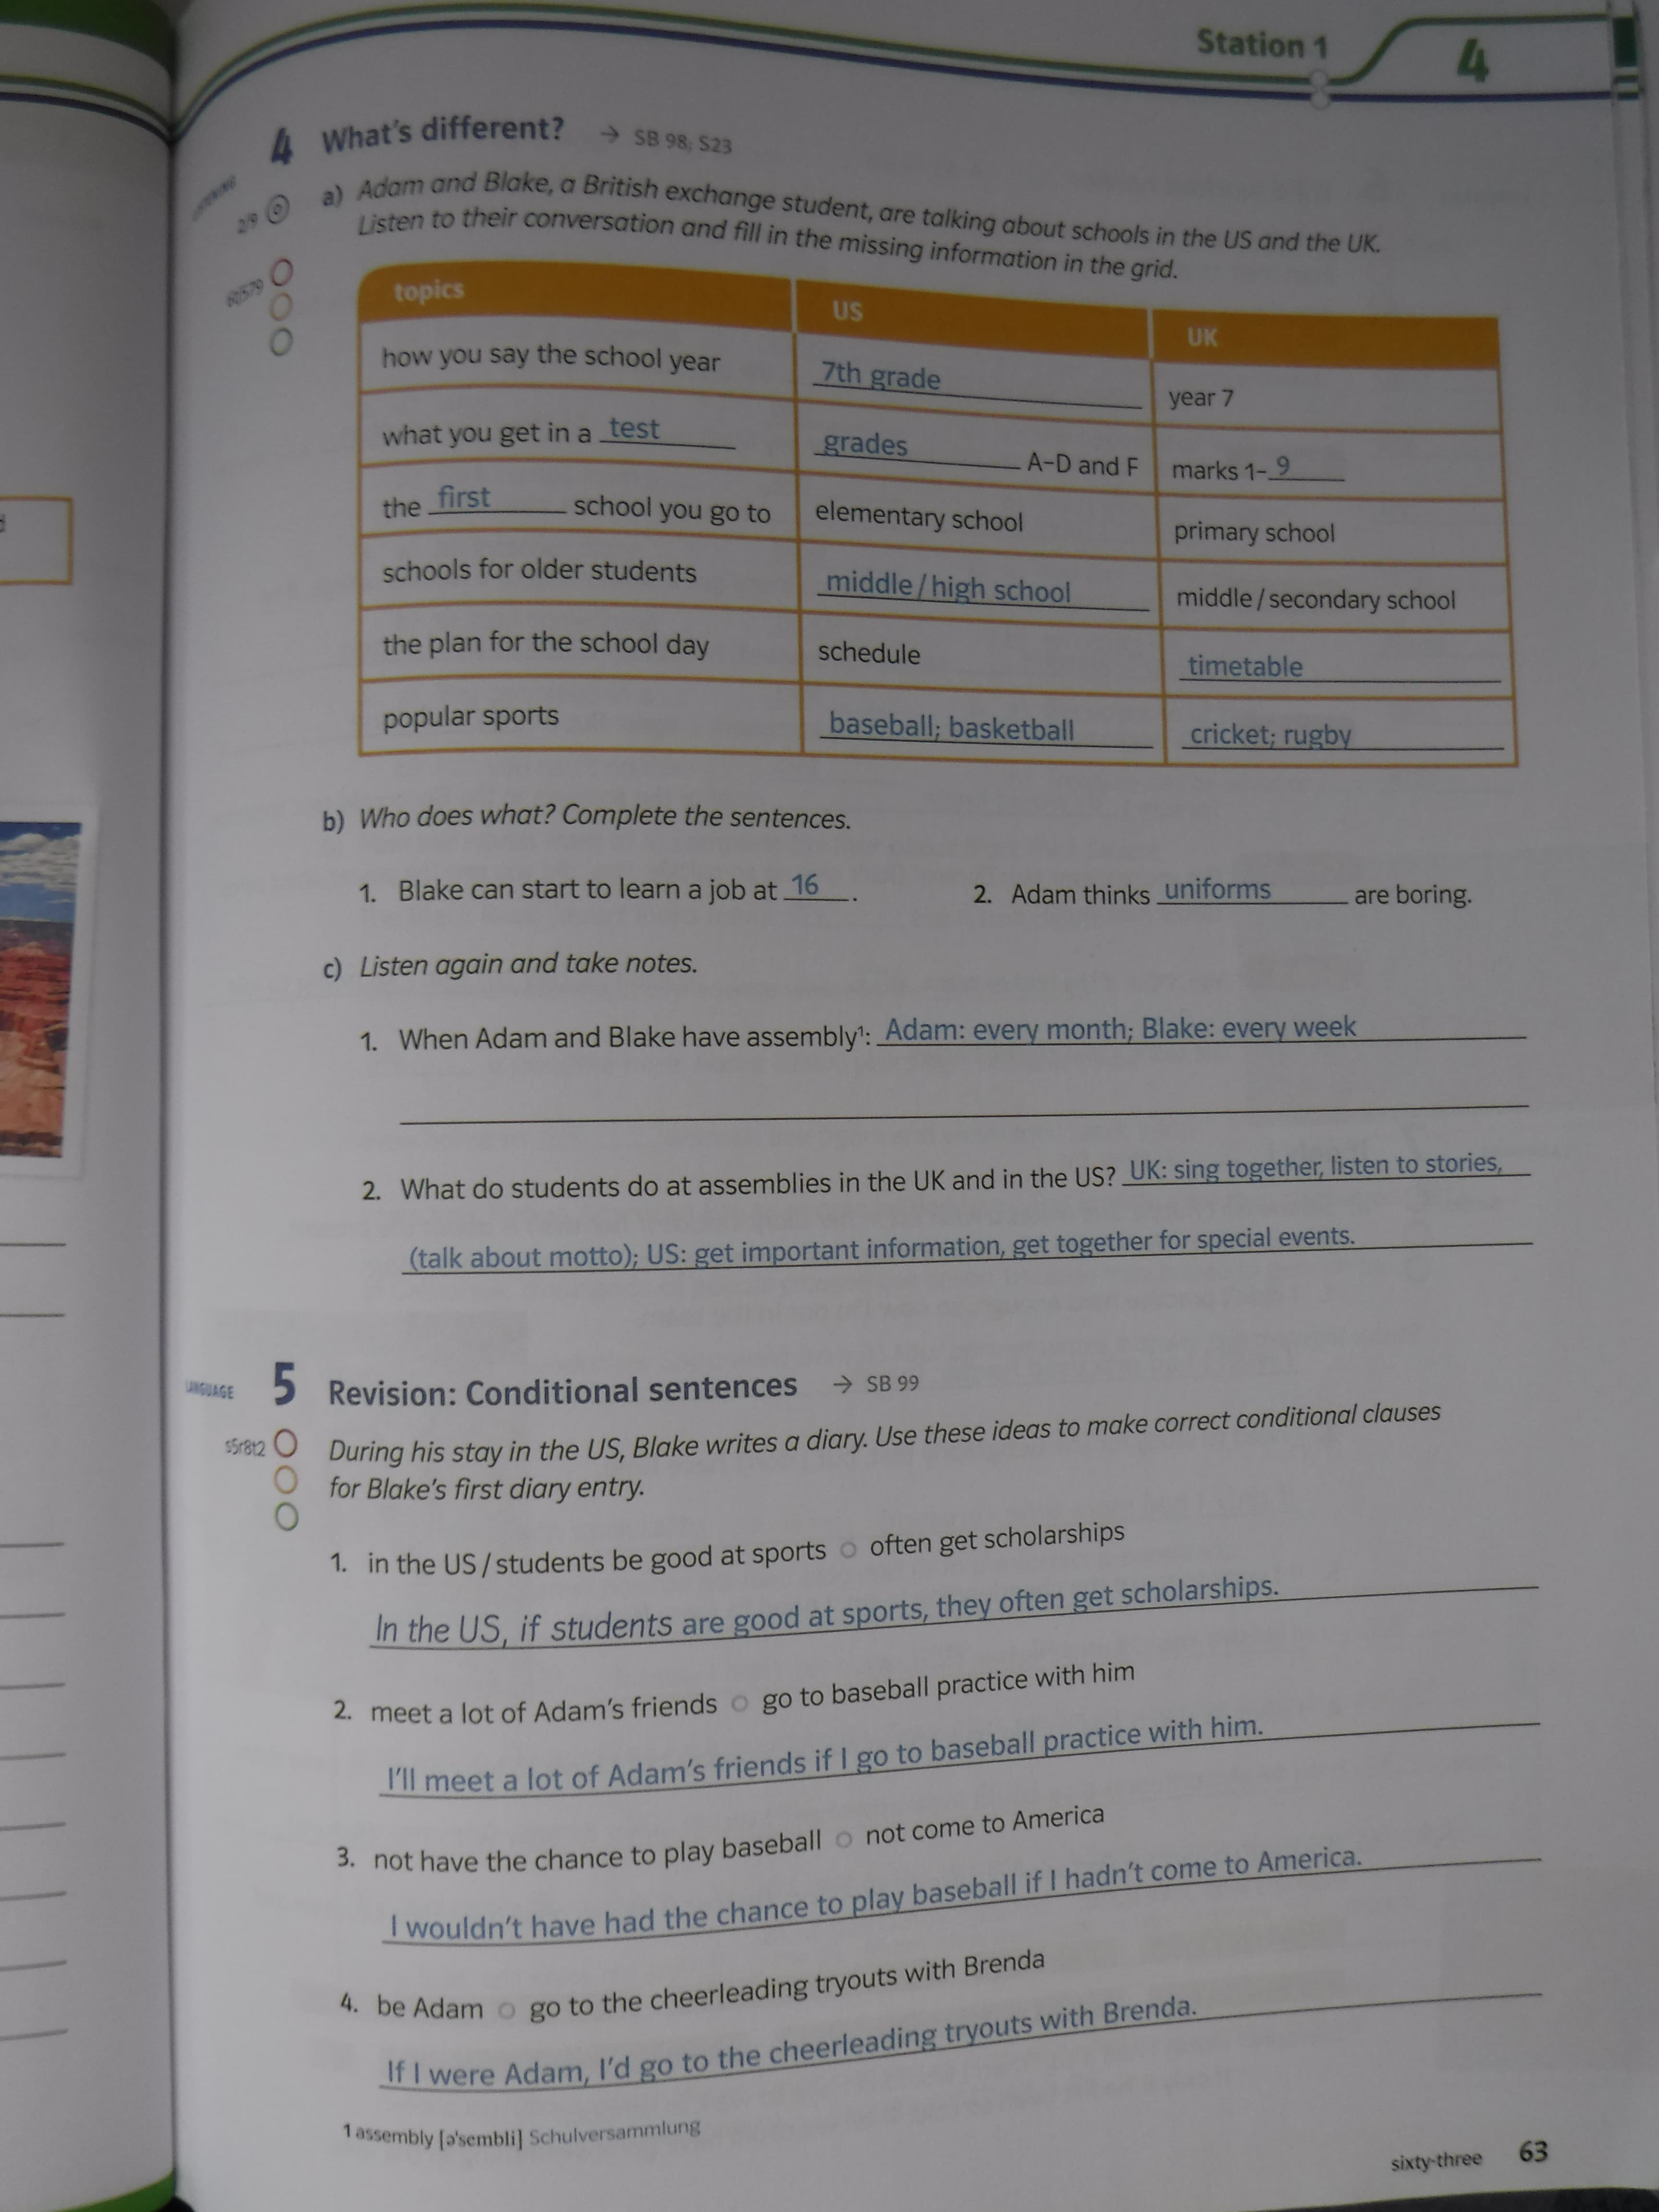 Station 1 4
4 What's different? → SB 98; S23
LISTENING
2/9
a) Adam and Blake, a British exchange student, are talking about schools in the US and the UK.
Listen to their conversation and fill in the missing information in the grid.
topics US UK
how you say the school year 7th grade year 7
what you get in a test grades A–D and F marks 1–9
the first school you go to elementary school primary school
schools for older students middle / high school middle / secondary school
the plan for the school day schedule timetable
popular sports baseball; basketball cricket; rugby
b) Who does what? Complete the sentences.
1. Blake can start to learn a job at 16. 2. Adam thinks uniforms are boring.
c) Listen again and take notes.
1. When Adam and Blake have assembly¹: Adam: every month; Blake: every week
2. What do students do at assemblies in the UK and in the US? UK: sing together, listen to stories,
(talk about motto); US: get important information, get together for special events.
LANGUAGE
5 Revision: Conditional sentences → SB 99
s5r8t2
During his stay in the US, Blake writes a diary. Use these ideas to make correct conditional clauses
for Blake's first diary entry.
1. in the US / students be good at sports o often get scholarships
In the US, if students are good at sports, they often get scholarships.
2. meet a lot of Adam's friends o go to baseball practice with him
I'll meet a lot of Adam's friends if I go to baseball practice with him.
3. not have the chance to play baseball o not come to America
I wouldn't have had the chance to play baseball if I hadn't come to America.
4. be Adam o go to the cheerleading tryouts with Brenda
If I were Adam, I'd go to the cheerleading tryouts with Brenda.
1 assembly [ə'sembli] Schulversammlung
sixty-three 63